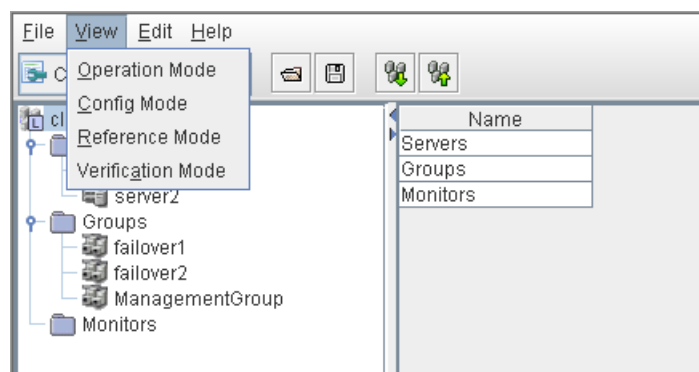 File View Edit Help
Operation Mode
Config Mode
Reference Mode
Verification Mode
server2
Groups
failover1
failover2
ManagementGroup
Monitors
Name
Servers
Groups
Monitors